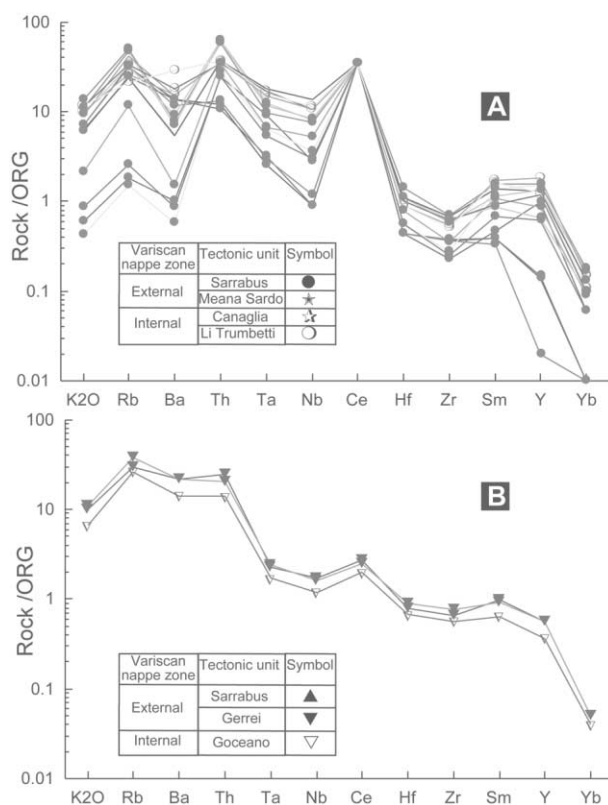 100
10
1
0.1
0.01
Rock /ORG
A
Variscan nappe zone Tectonic unit Symbol
External Sarrabus
Meana Sardo
Internal Canaglia
Li Trumbetti
K2O Rb Ba Th Ta Nb Ce Hf Zr Sm Y Yb
100
10
1
0.1
0.01
Rock/ORG
B
Variscan nappe zone Tectonic unit Symbol
External Sarrabus
Gerrei
Internal Goceano
K2O Rb Ba Th Ta Nb Ce Hf Zr Sm Y Yb